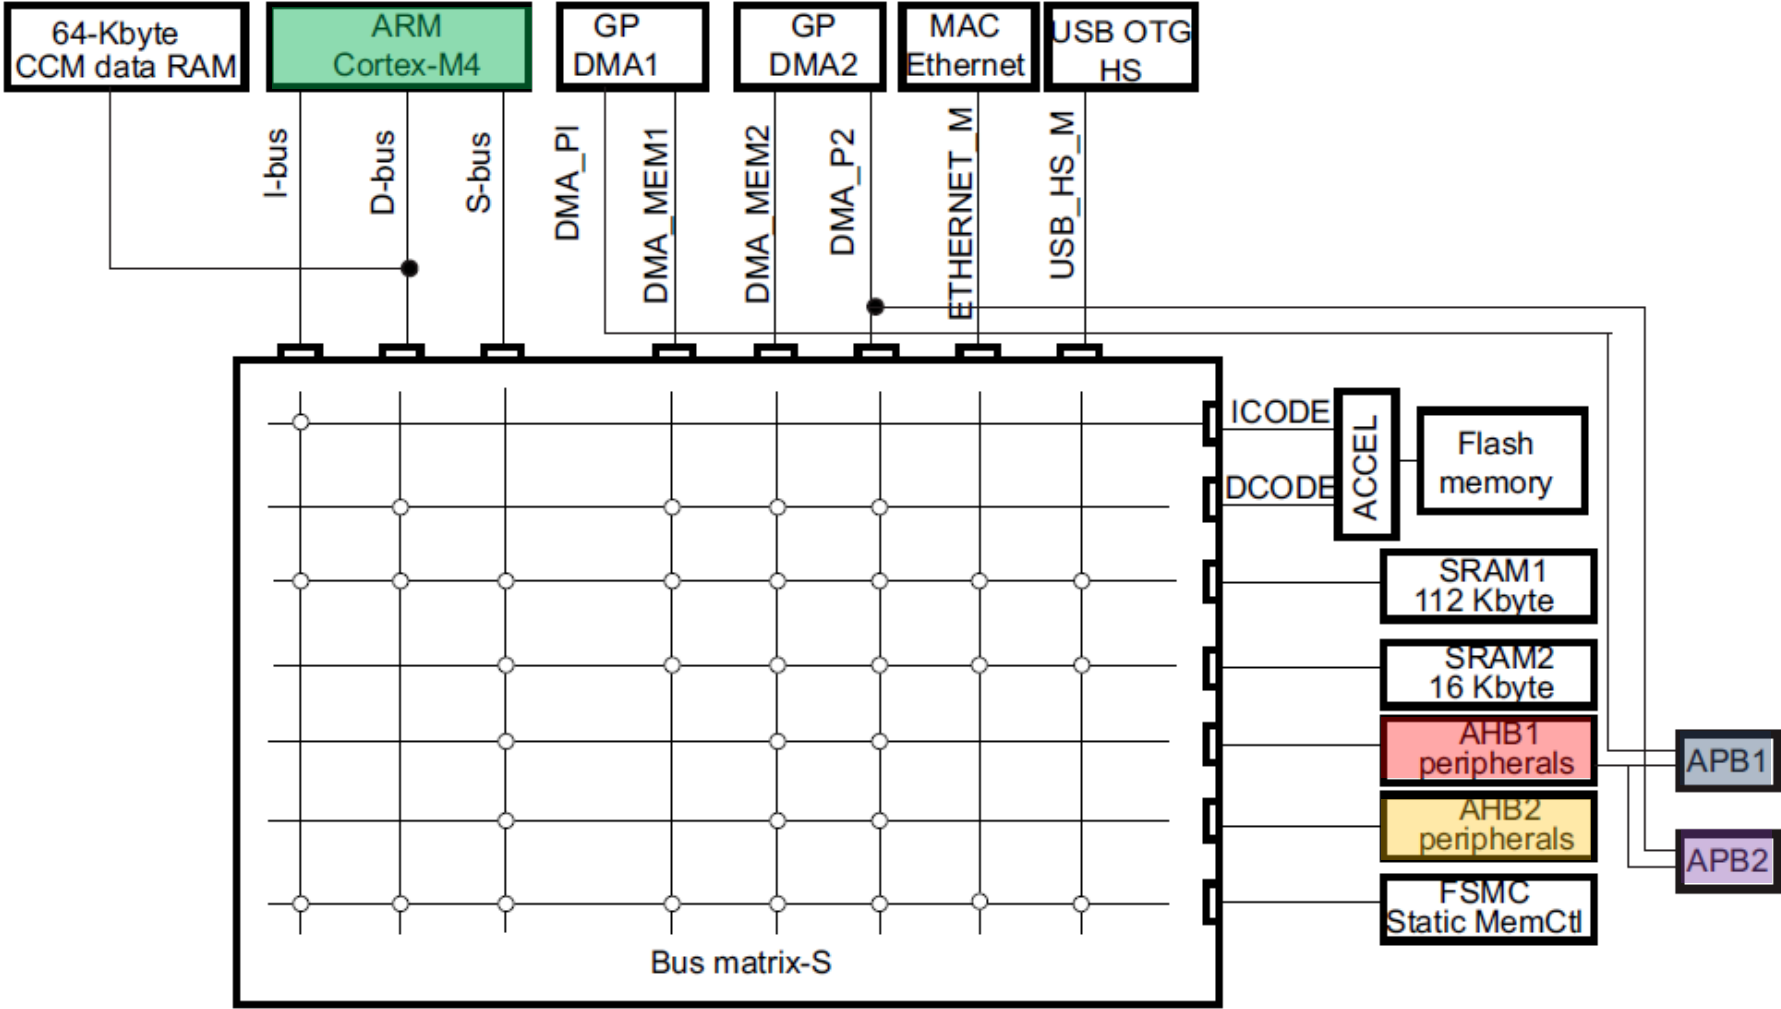 64-Kbyte
CCM data RAM
ARM
Cortex-M4
GP
DMA1
GP
DMA2
MAC
Ethernet
USB OTG
HS
I-bus
D-bus
S-bus
DMA_PI
DMA_MEM1
DMA_MEM2
DMA_P2
ETHERNET_M
USB_HS_M
ICODE
DCODE
ACCEL
Flash
memory
SRAM1
112 Kbyte
SRAM2
16 Kbyte
AHB1
peripherals
AHB2
peripherals
FSMC
Static MemCtl
APB1
APB2
Bus matrix-S